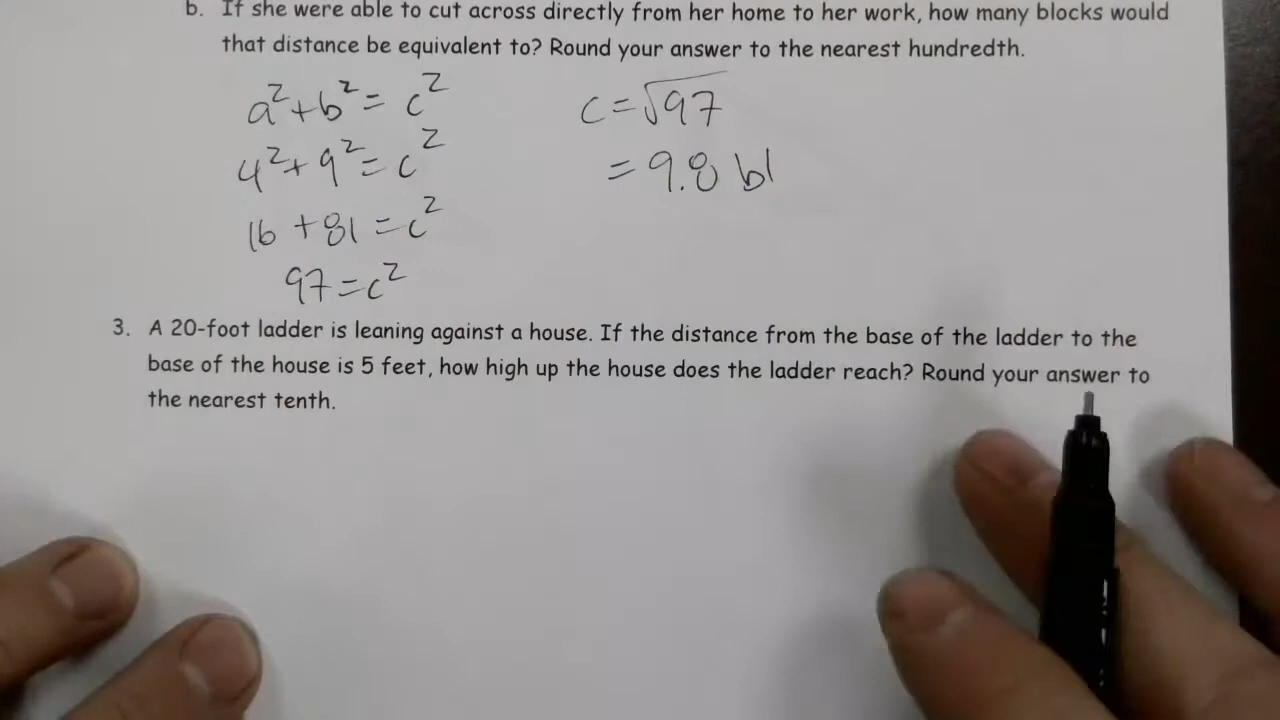 b. If she were able to cut across directly from her home to her work, how many blocks would
that distance be equivalent to? Round your answer to the nearest hundredth.
a² + b² = c²
4² + 9² = c²
16 + 81 = c²
97 = c²
c = √97
= 9.8 bl
3. A 20-foot ladder is leaning against a house. If the distance from the base of the ladder to the
base of the house is 5 feet, how high up the house does the ladder reach? Round your answer to
the nearest tenth.